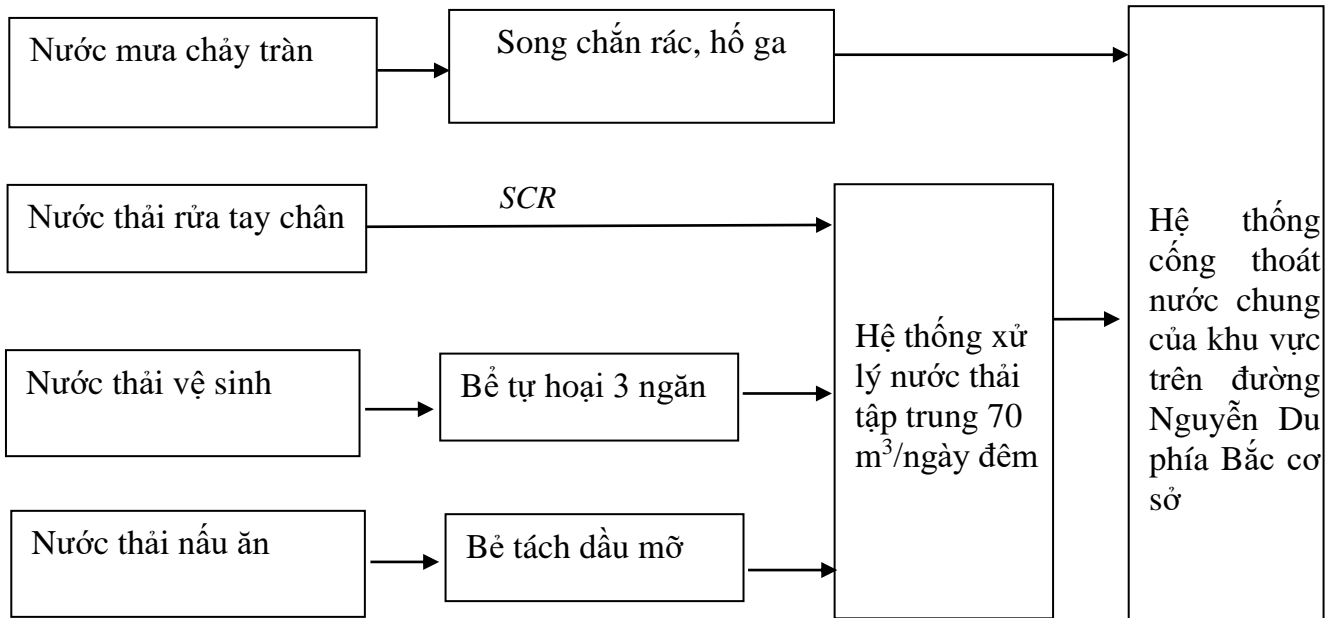 Nước mưa chảy tràn
Song chắn rác, hố ga
Nước thải rửa tay chân
SCR
Nước thải vệ sinh
Bể tự hoại 3 ngăn
Nước thải nấu ăn
Bẻ tách dầu mỡ
Hệ thống xử
lý nước thải
tập trung 70
m³/ngày đêm
Hệ thống
cống thoát
nước chung
của khu vực
trên đường
Nguyễn Du
phía Bắc cơ
sở